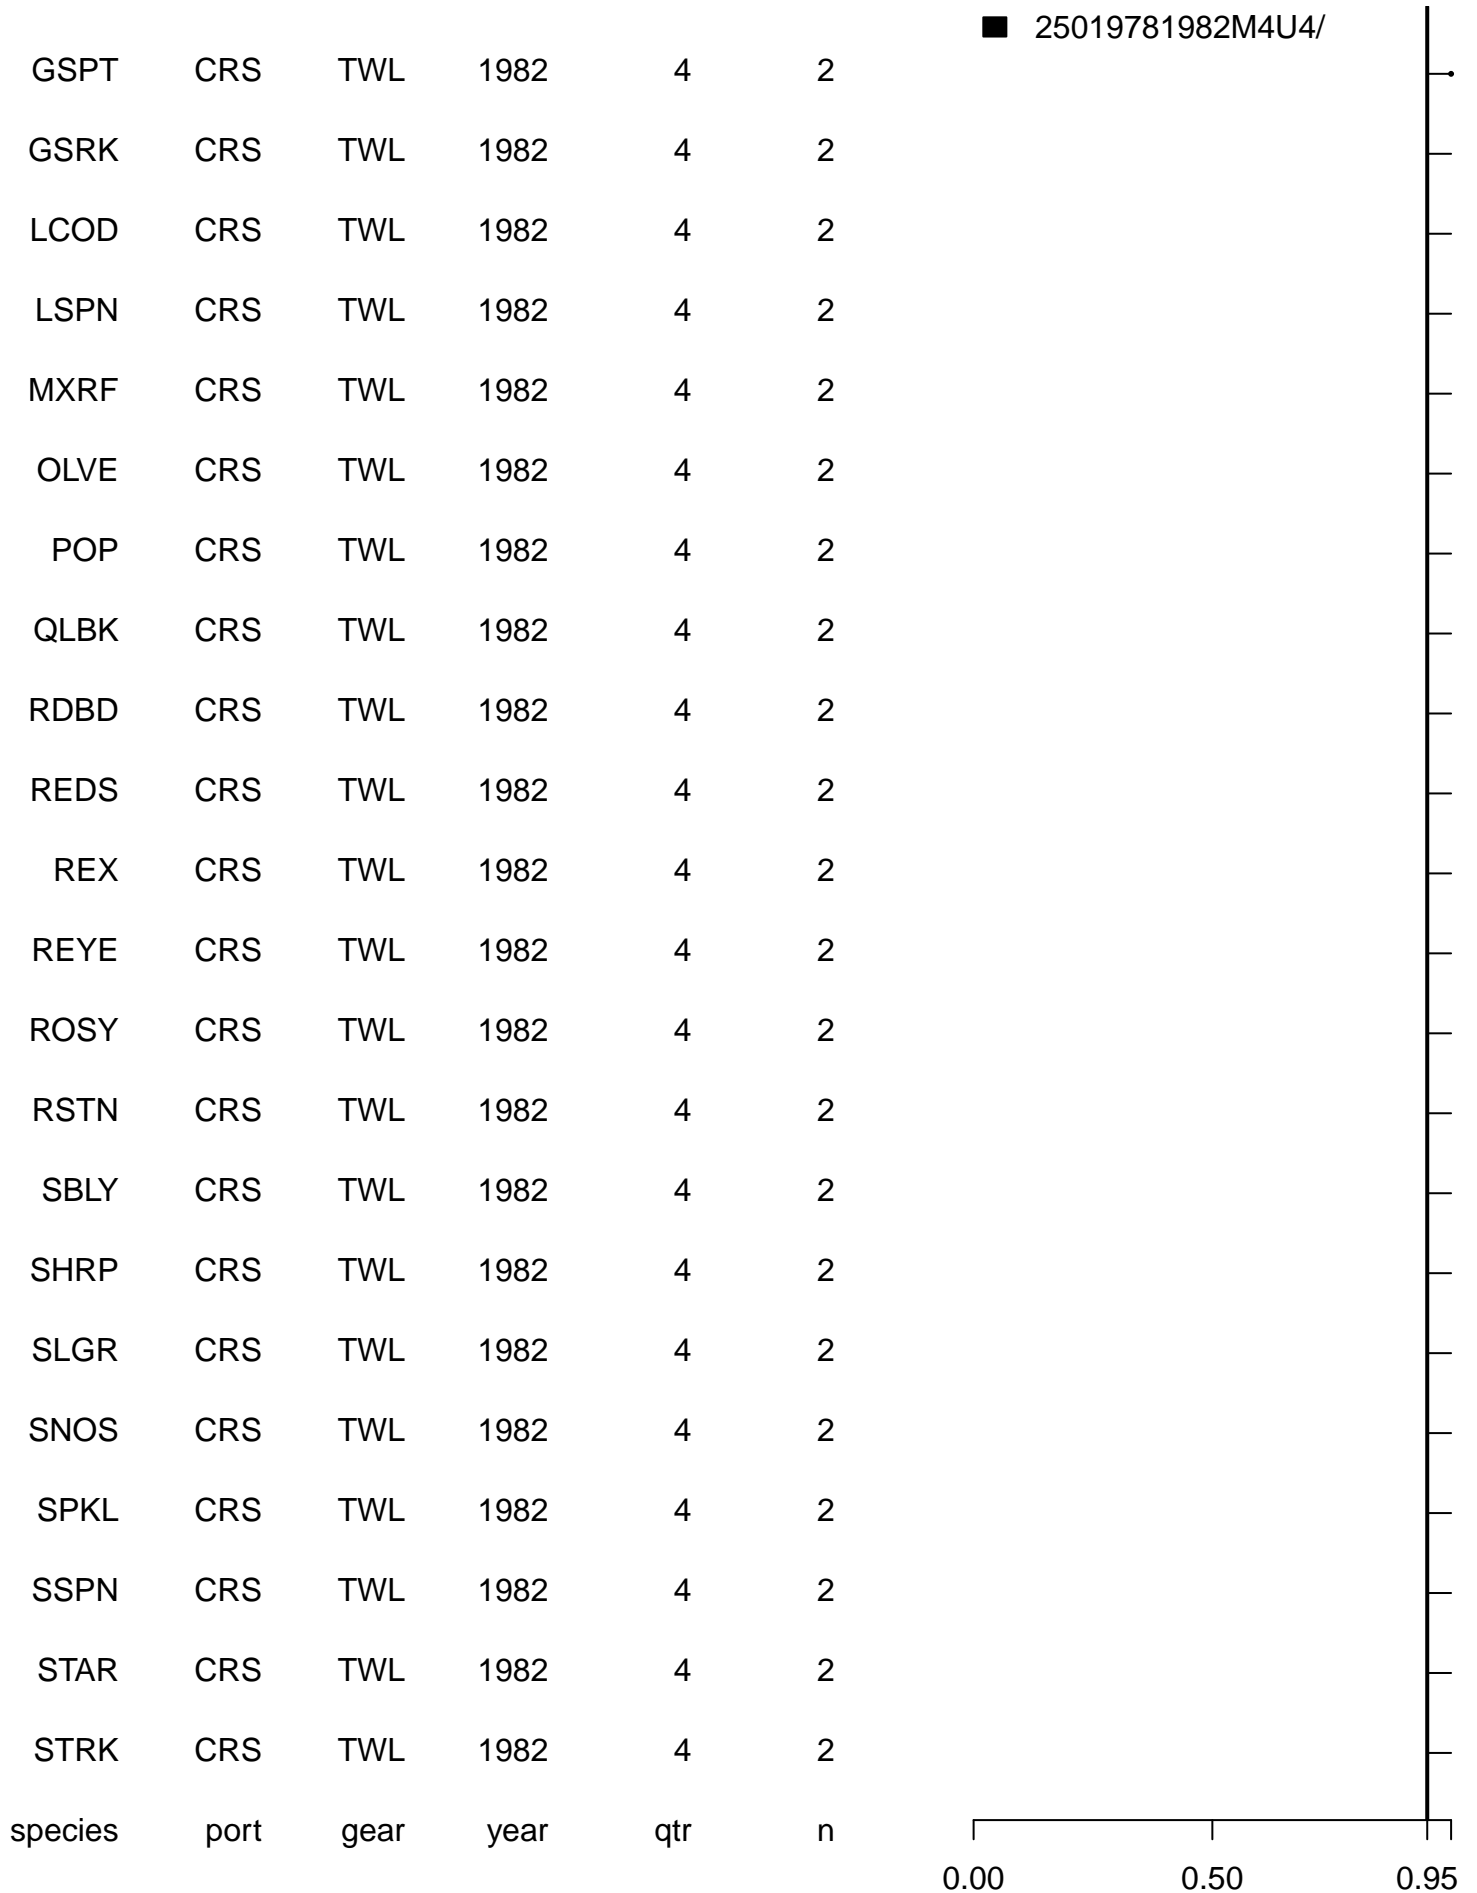 25019781982M4U4/
GSPT CRS TWL 1982 4 2
GSRK CRS TWL 1982 4 2
LCOD CRS TWL 1982 4 2
LSPN CRS TWL 1982 4 2
MXRF CRS TWL 1982 4 2
OLVE CRS TWL 1982 4 2
POP CRS TWL 1982 4 2
QLBK CRS TWL 1982 4 2
RDBD CRS TWL 1982 4 2
REDS CRS TWL 1982 4 2
REX CRS TWL 1982 4 2
REYE CRS TWL 1982 4 2
ROSY CRS TWL 1982 4 2
RSTN CRS TWL 1982 4 2
SBLY CRS TWL 1982 4 2
SHRP CRS TWL 1982 4 2
SLGR CRS TWL 1982 4 2
SNOS CRS TWL 1982 4 2
SPKL CRS TWL 1982 4 2
SSPN CRS TWL 1982 4 2
STAR CRS TWL 1982 4 2
STRK CRS TWL 1982 4 2
species port gear year qtr n
0.00 0.50 0.95